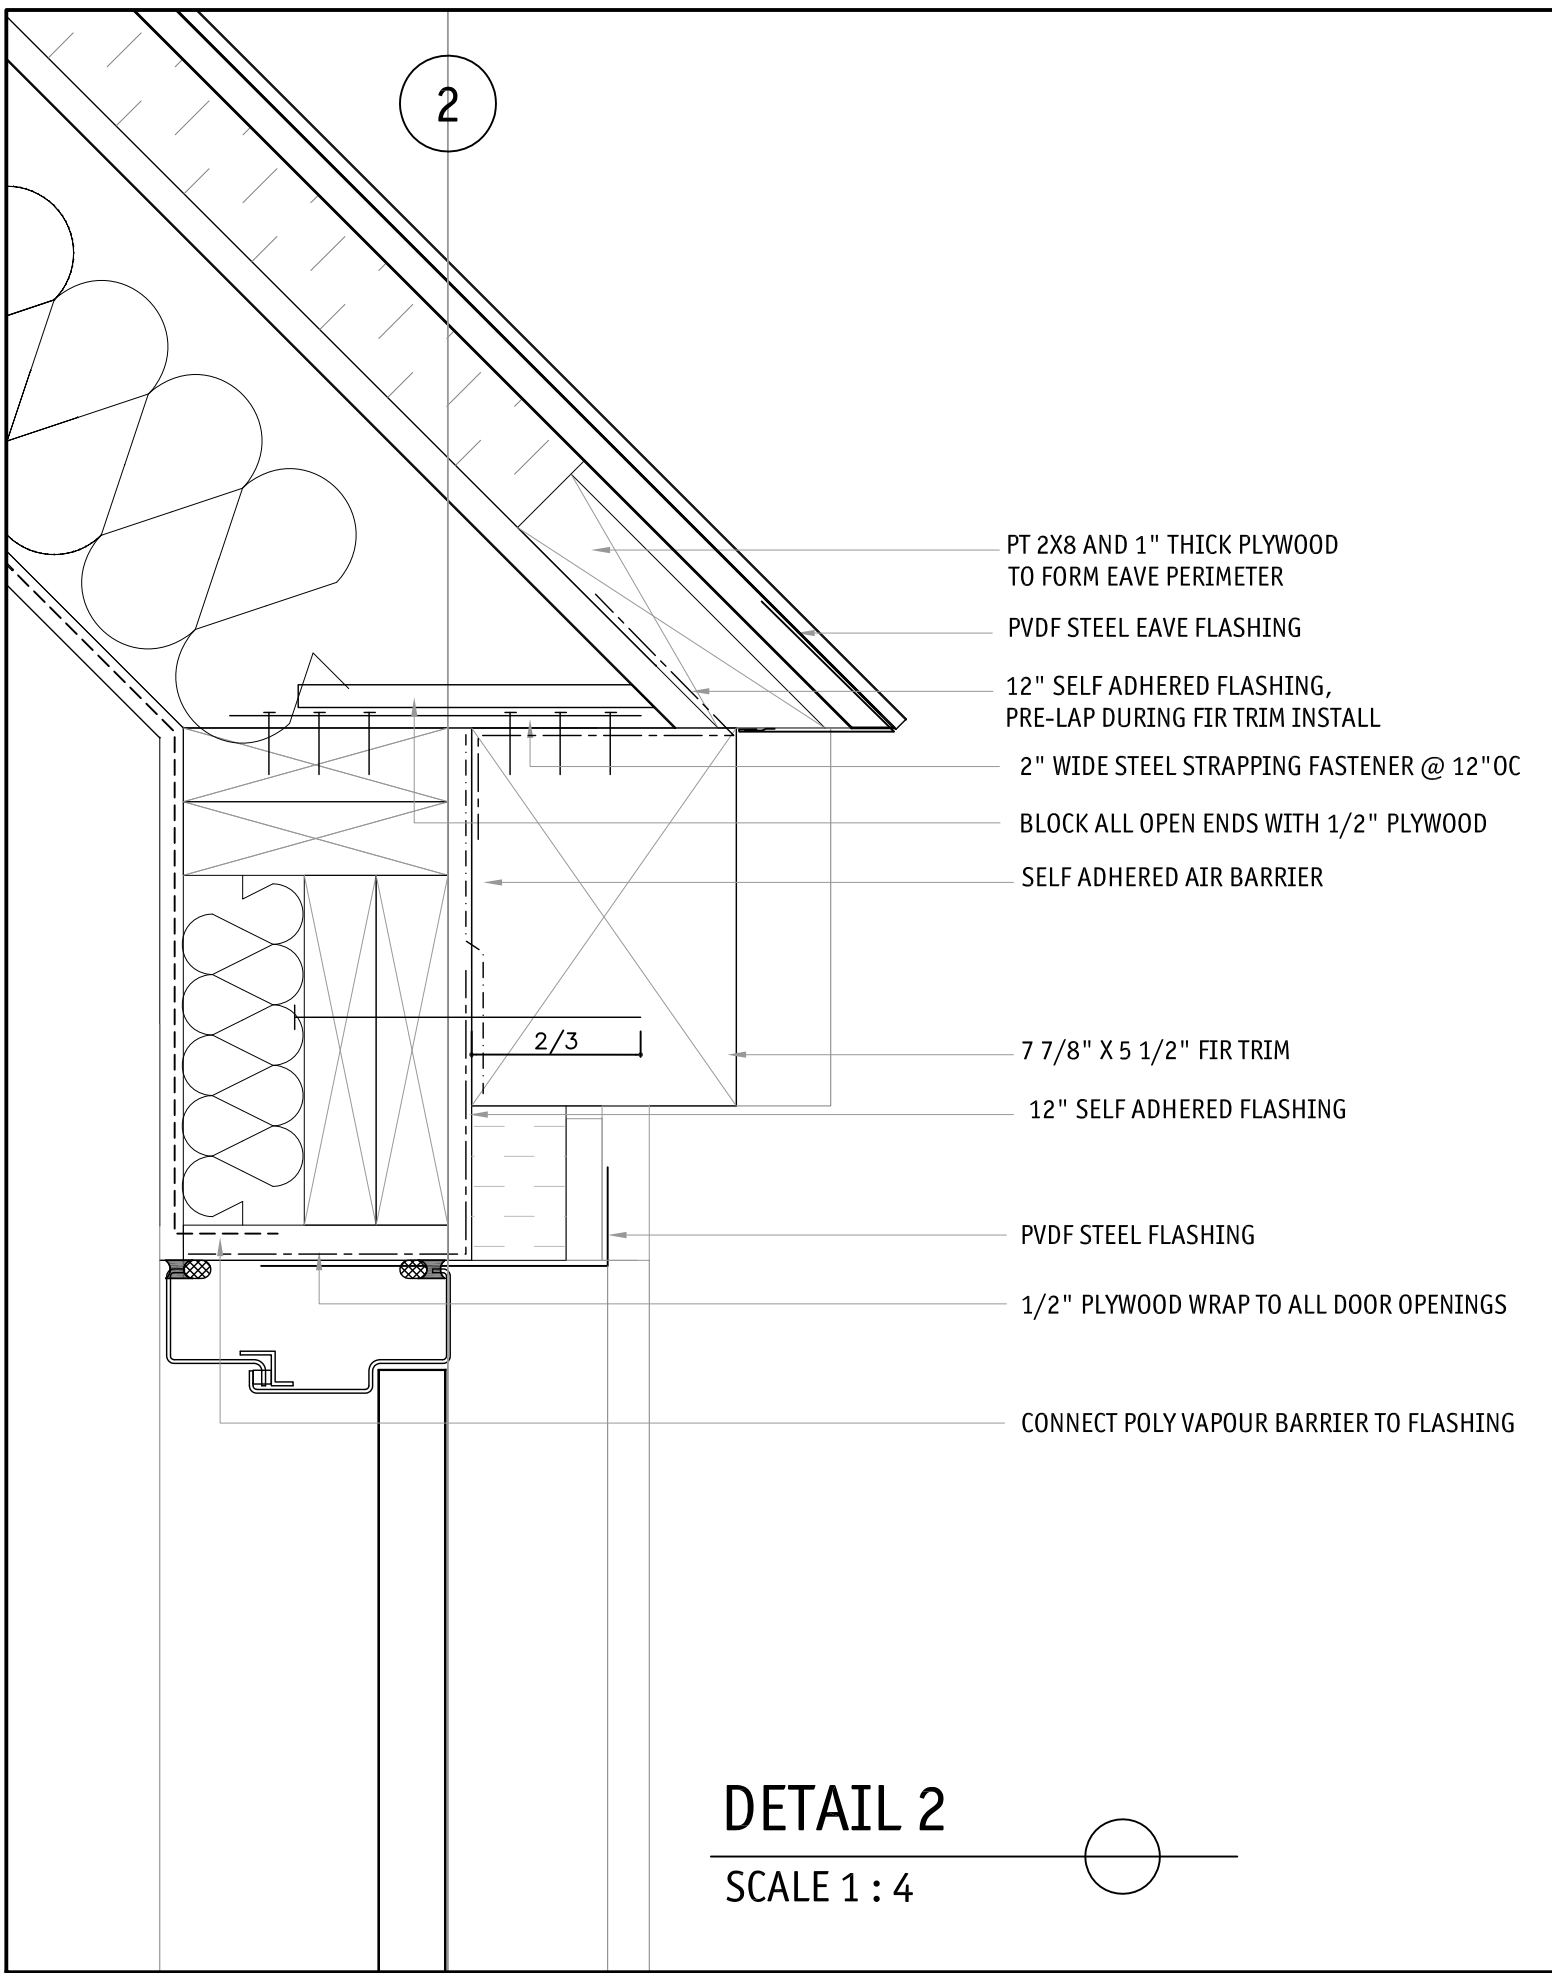 2
PT 2X8 AND 1" THICK PLYWOOD
TO FORM EAVE PERIMETER
PVDF STEEL EAVE FLASHING
12" SELF ADHERED FLASHING,
PRE-LAP DURING FIR TRIM INSTALL
2" WIDE STEEL STRAPPING FASTENER @ 12"OC
BLOCK ALL OPEN ENDS WITH 1/2" PLYWOOD
SELF ADHERED AIR BARRIER
2/3
7 7/8" X 5 1/2" FIR TRIM
12" SELF ADHERED FLASHING
PVDF STEEL FLASHING
1/2" PLYWOOD WRAP TO ALL DOOR OPENINGS
CONNECT POLY VAPOUR BARRIER TO FLASHING
DETAIL 2
SCALE 1 : 4